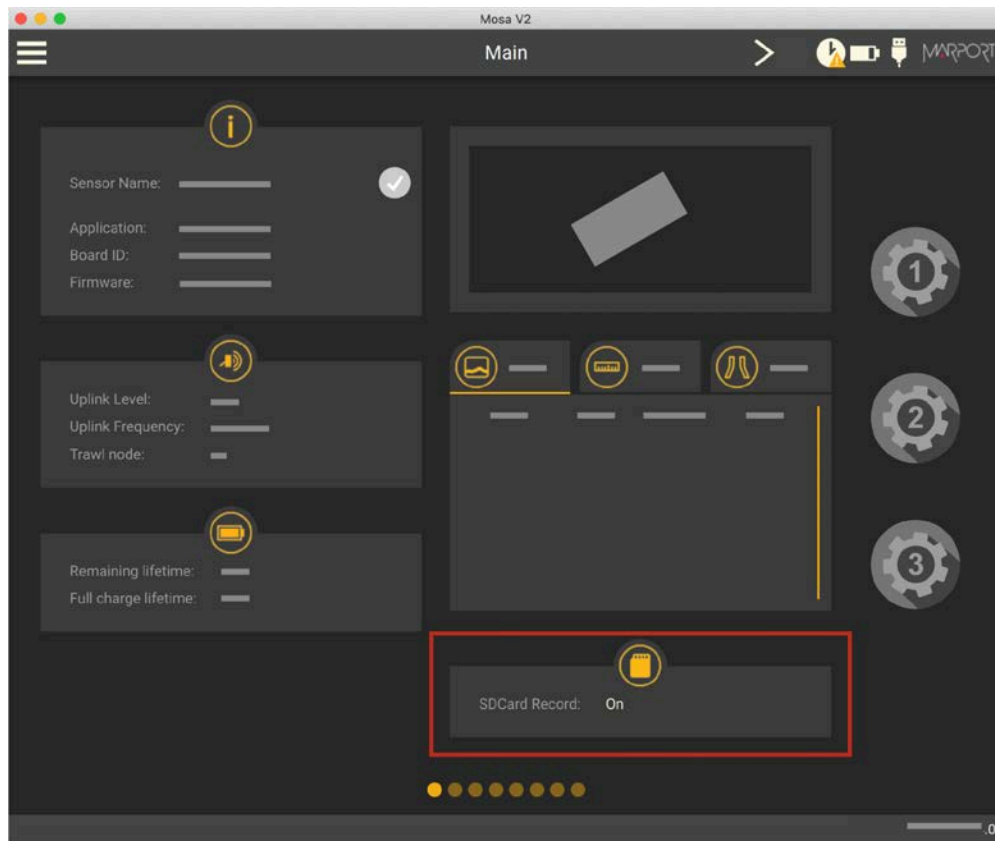 Mosa V2
Main
MARPORT
i
Sensor Name:
Application:
Board ID:
Firmware:
1
Uplink Level:
Uplink Frequency:
Trawl node:
2
Remaining lifetime:
Full charge lifetime:
3
SDCard Record: On
.0